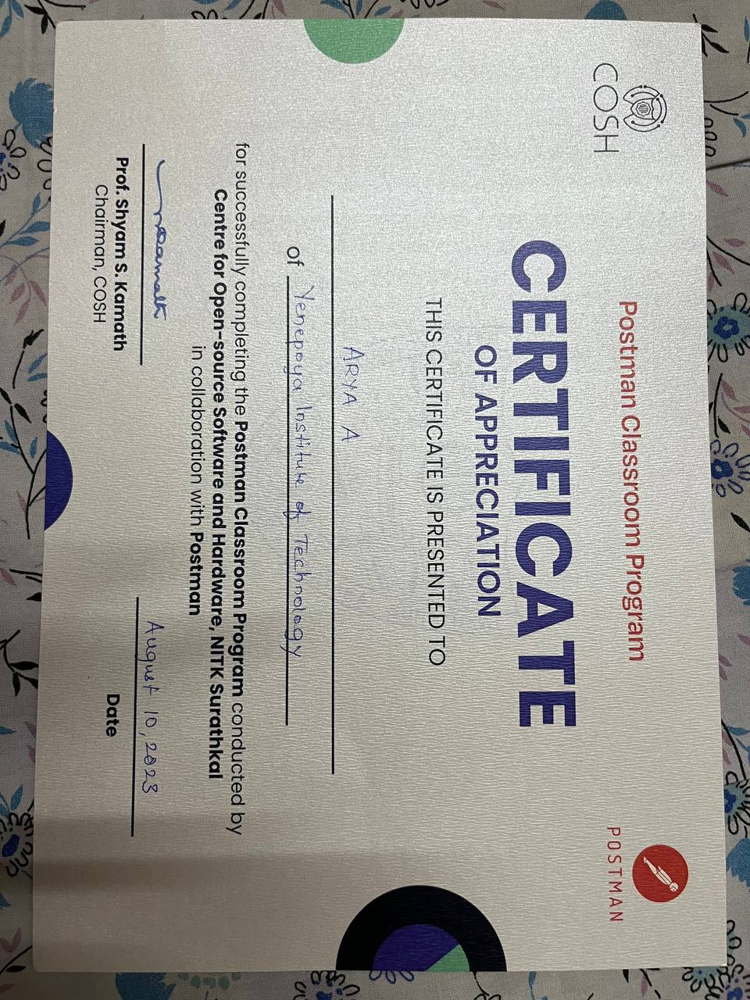 COSH
POSTMAN
Postman Classroom Program
CERTIFICATE
OF APPRECIATION
THIS CERTIFICATE IS PRESENTED TO
ARYA A
of Yenepoya Institute of Technology
for successfully completing the Postman Classroom Program conducted by
Centre for Open-source Software and Hardware, NITK Surathkal
in collaboration with Postman
August 10, 2023
Prof. Shyam S. Kamath
Date
Chairman, COSH